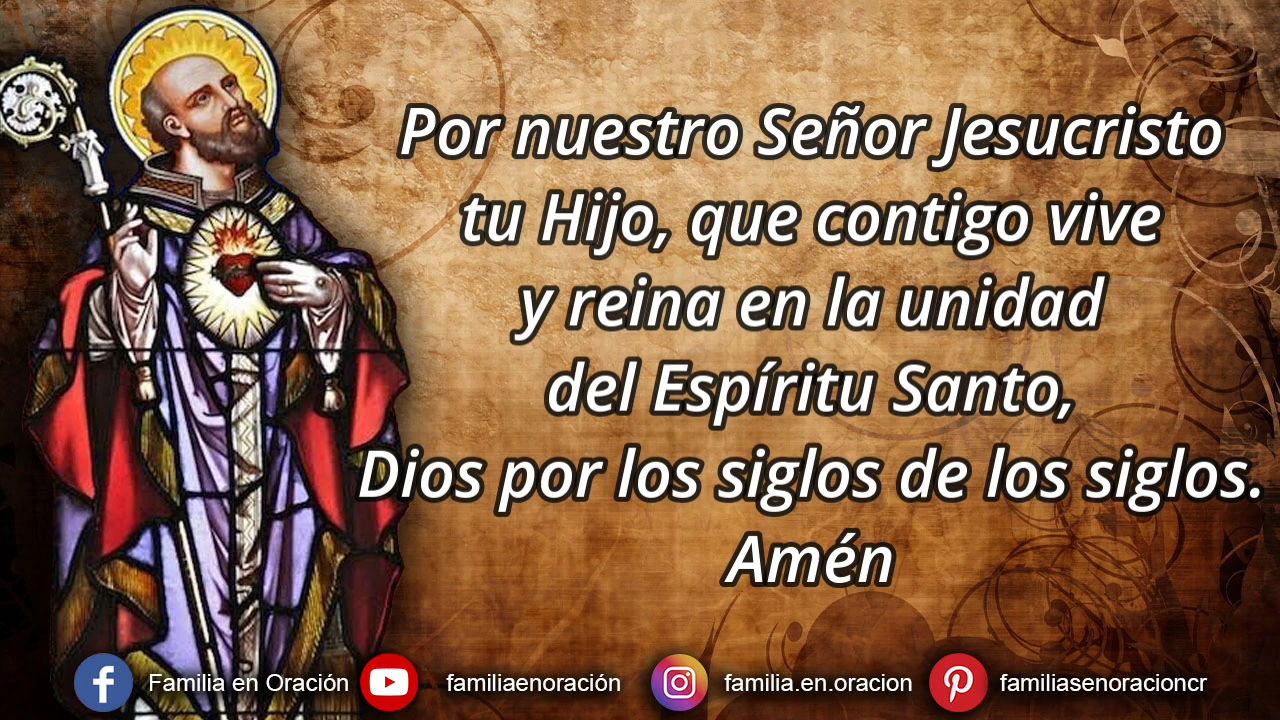 Por nuestro Señor Jesucristo
tu Hijo, que contigo vive
y reina en la unidad
del Espíritu Santo,
Dios por los siglos de los siglos.
Amén
Familia en Oración familiaenoración familia.en.oracion familiasenoracioncr